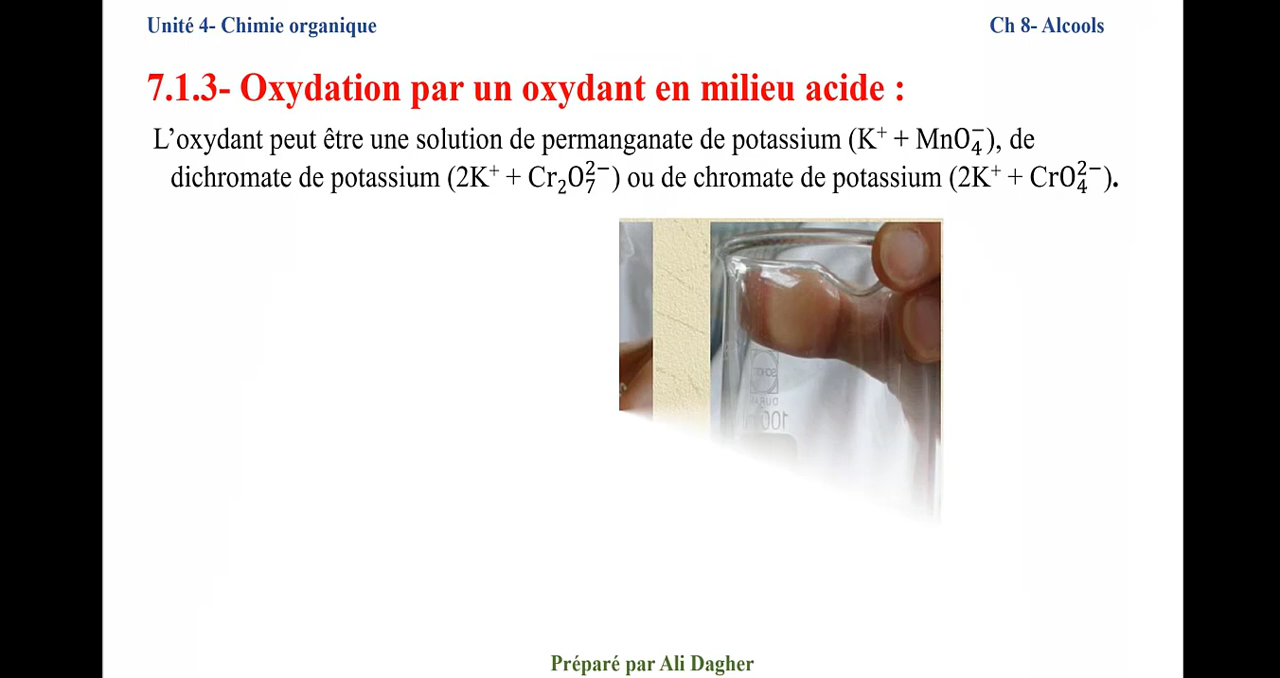 Unité 4- Chimie organique
Ch 8- Alcools
7.1.3- Oxydation par un oxydant en milieu acide :
L’oxydant peut être une solution de permanganate de potassium (K⁺ + MnO₄⁻), de
dichromate de potassium (2K⁺ + Cr₂O₇²⁻) ou de chromate de potassium (2K⁺ + CrO₄²⁻).
100
Préparé par Ali Dagher